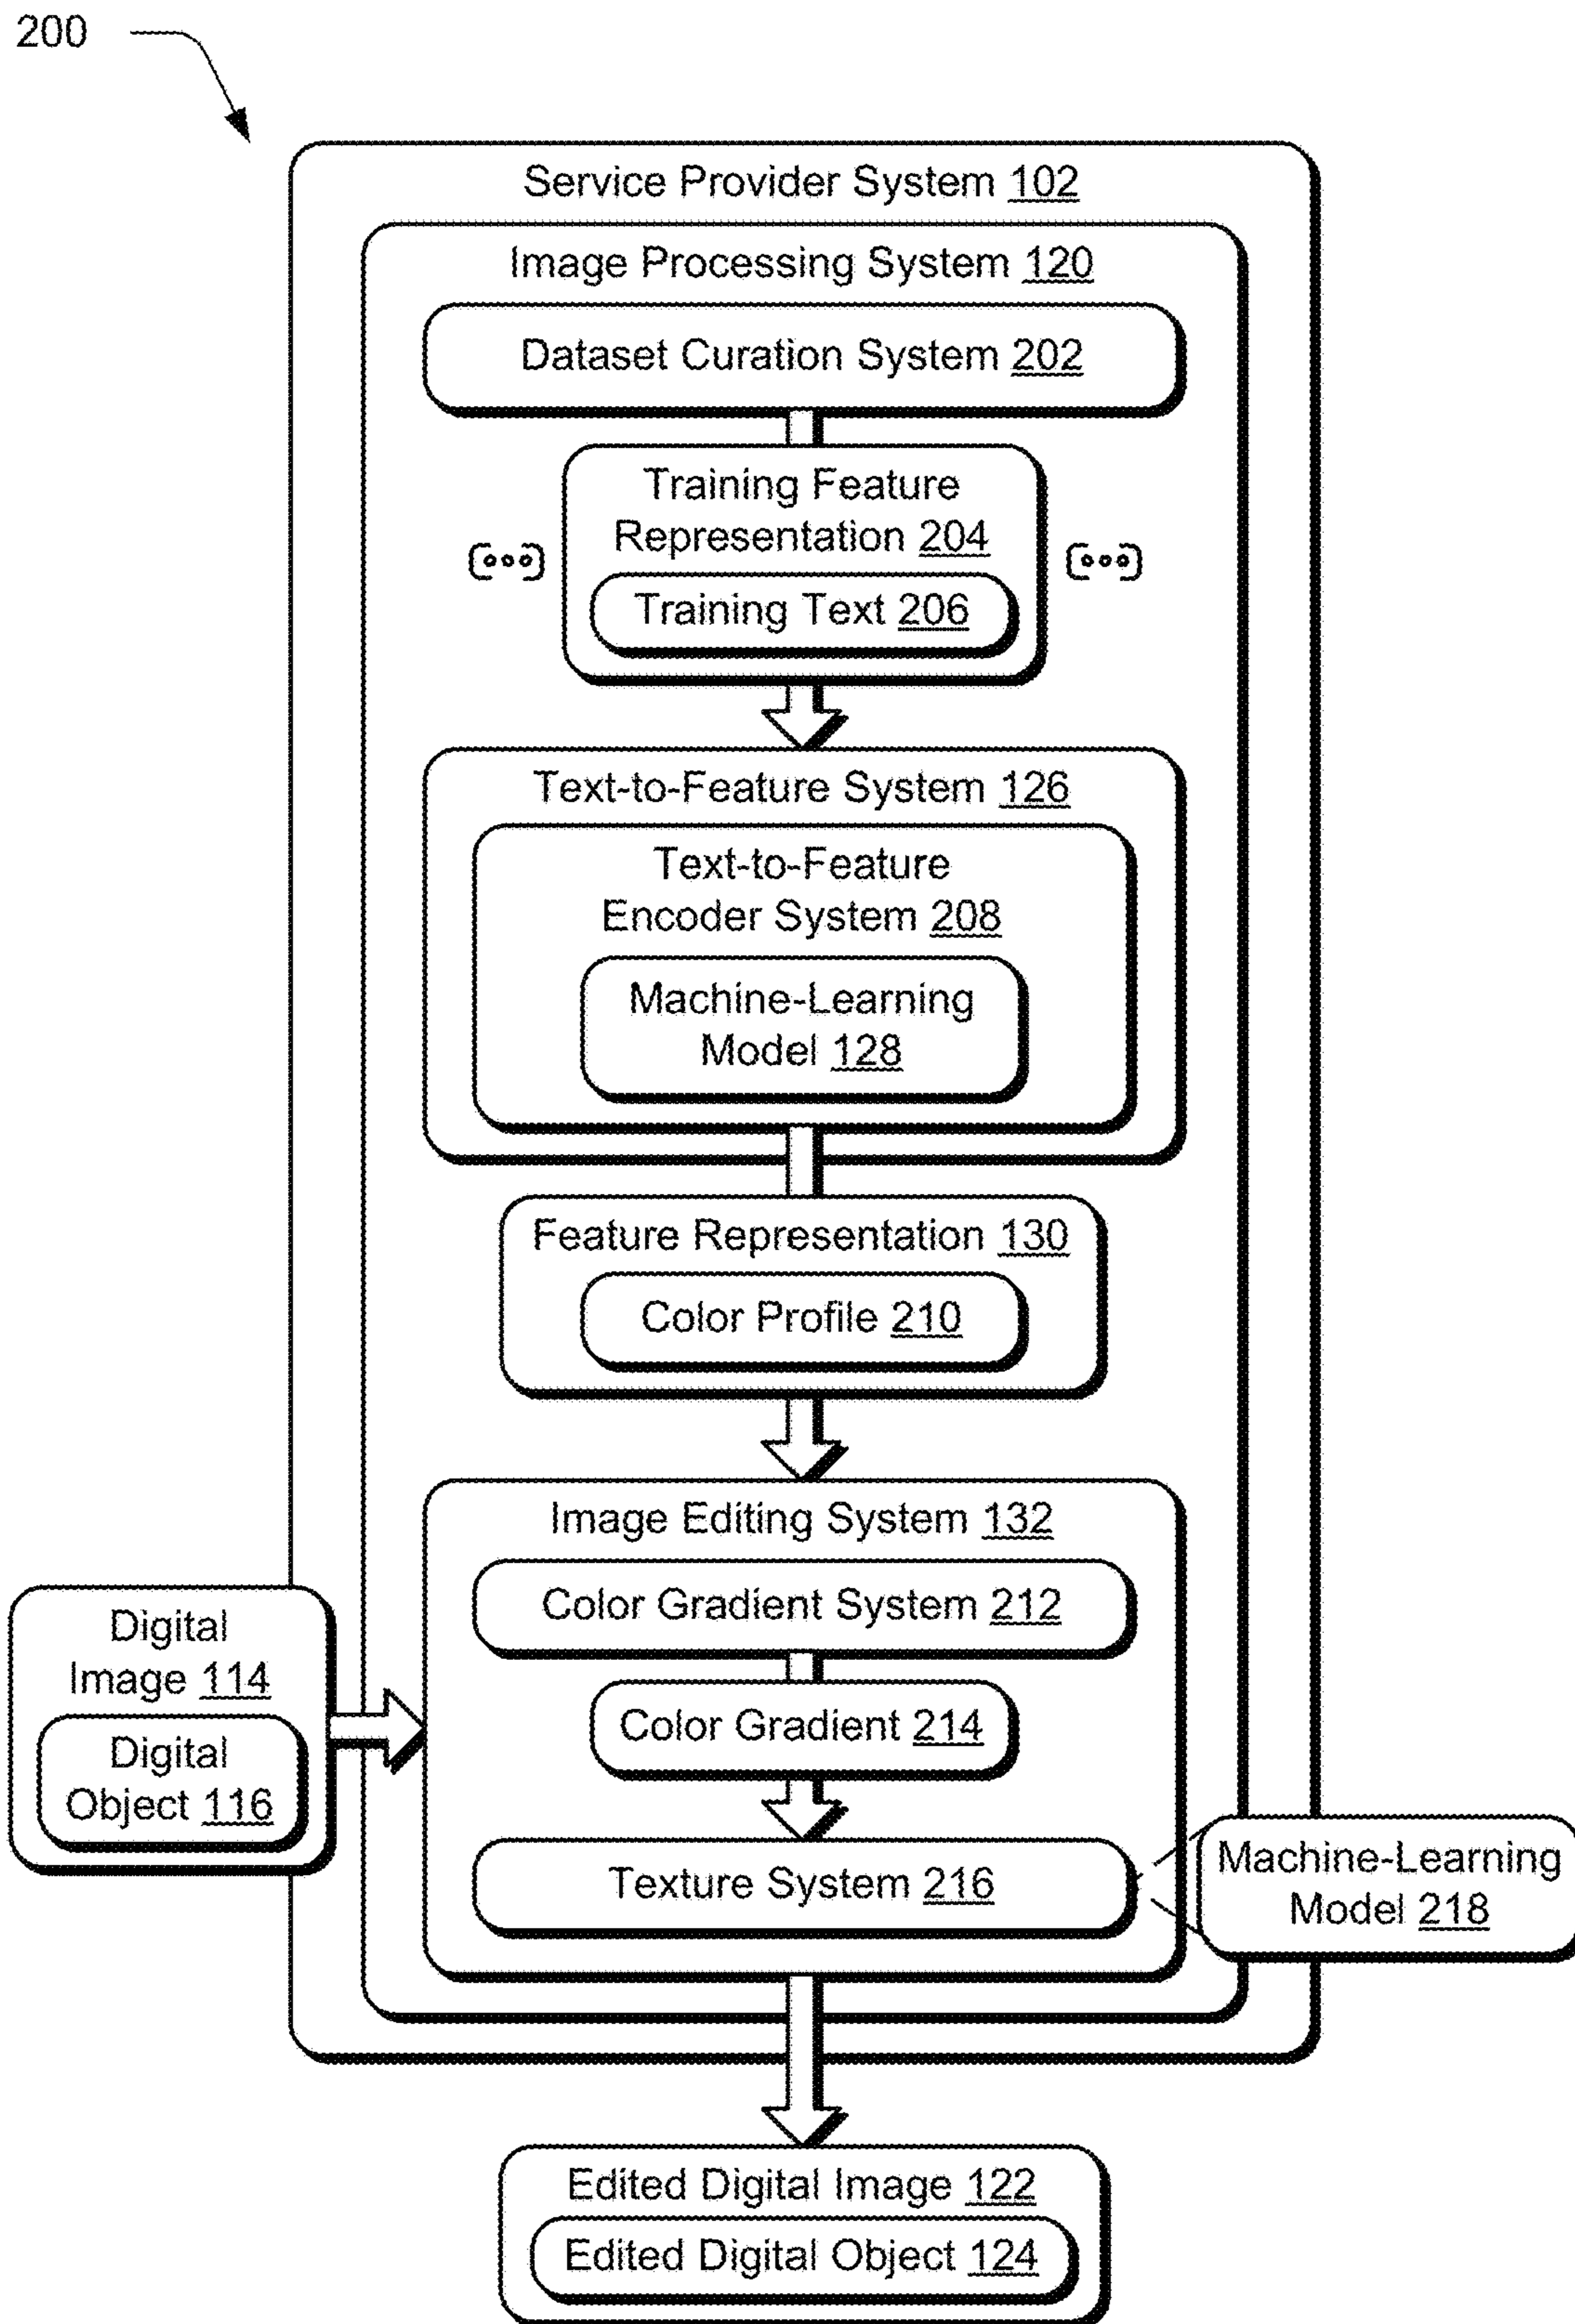 200
Service Provider System 102
Image Processing System 120
Dataset Curation System 202
Training Feature
Representation 204
Training Text 206
Text-to-Feature System 126
Text-to-Feature
Encoder System 208
Machine-Learning
Model 128
Feature Representation 130
Color Profile 210
Image Editing System 132
Color Gradient System 212
Digital
Image 114
Digital
Object 116
Color Gradient 214
Texture System 216
Machine-Learning
Model 218
Edited Digital Image 122
Edited Digital Object 124